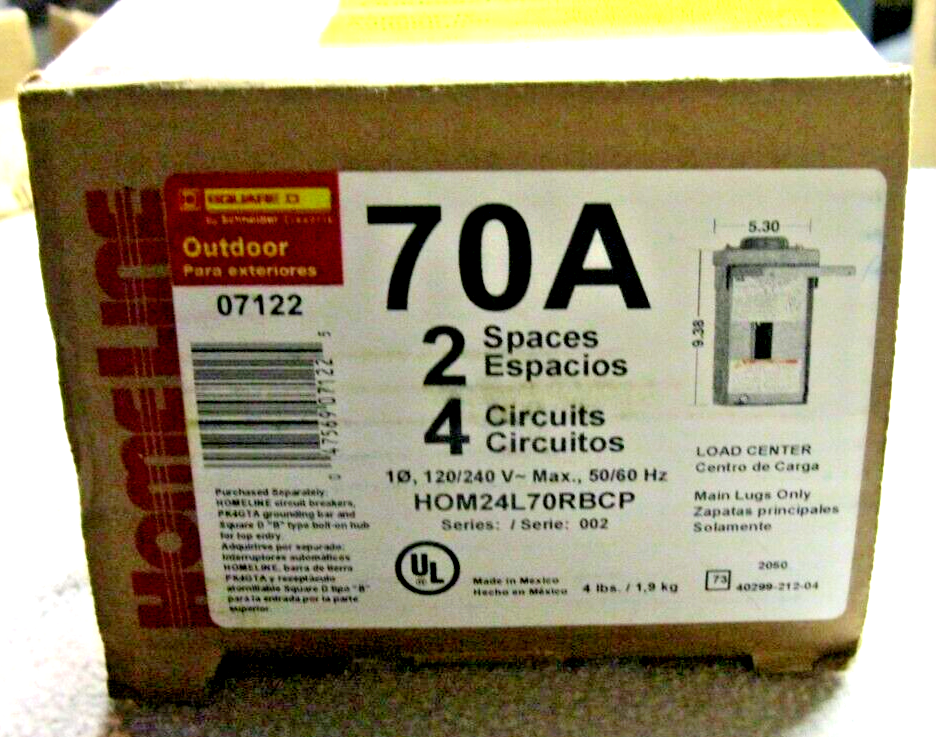 HOMELINE
SQUARE D
by Schneider Electric
Outdoor
Para exteriores
07122
0 47569 07122 5
Purchased Separately:
HOMELINE circuit breakers,
PK4GTA grounding bar and
Square D "B" type bolt-on hub
for top entry.
Adquirirse por separado:
Interruptores automáticos
HOMELINE, barra de tierra
PK4GTA y receptáculo
atornillable Square D tipo "B"
para la entrada por la parte
superior.
70A
2 Spaces
Espacios
4 Circuits
Circuitos
1Ø, 120/240 V~ Max., 50/60 Hz
HOM24L70RBCP
Series: / Serie: 002
UL
Made in Mexico
Hecho en México
4 lbs. / 1,9 kg
5.30
9.38
LOAD CENTER
Centro de Carga
Main Lugs Only
Zapatas principales
Solamente
73
2050
40299-212-04